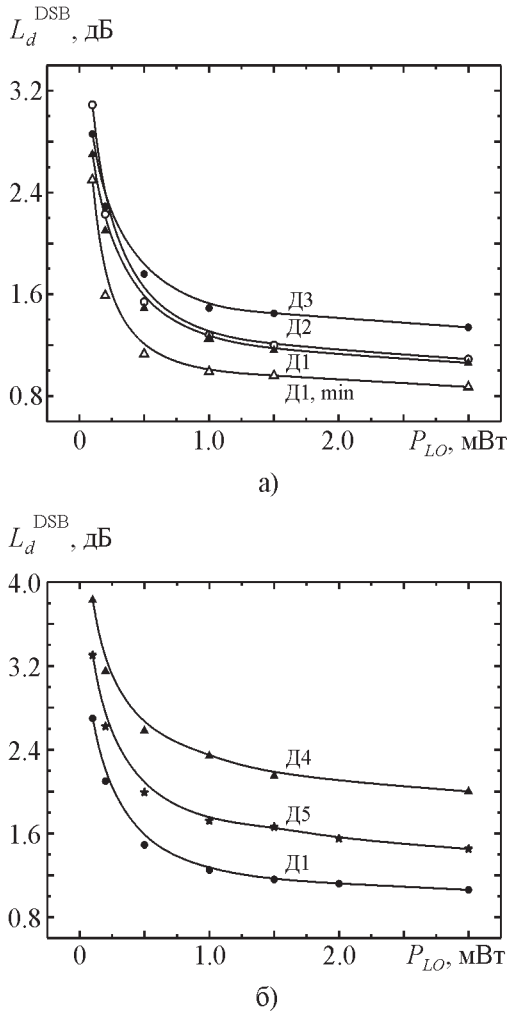 L_d^DSB, дБ
3.2
2.4
1.6
0.8
Д3
Д2
Д1
Д1, min
0 1.0 2.0 P_LO, мВт
а)
L_d^DSB, дБ
4.0
3.2
2.4
1.6
0.8
Д4
Д5
Д1
0 1.0 2.0 P_LO, мВт
б)